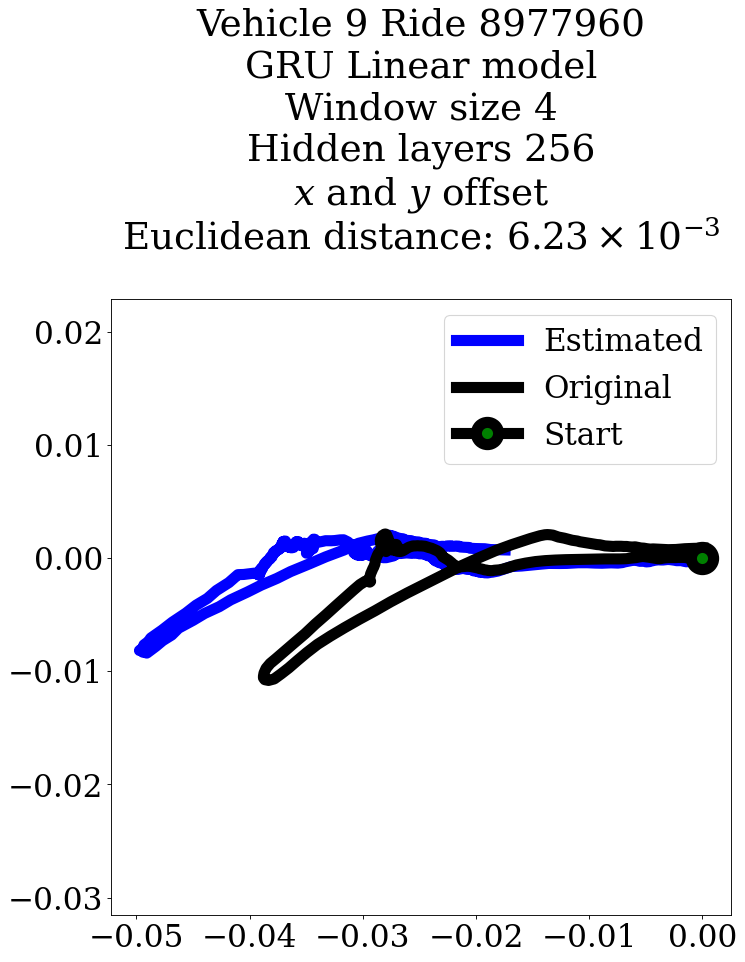 Vehicle 9 Ride 8977960
GRU Linear model
Window size 4
Hidden layers 256
x and y offset
Euclidean distance: 6.23 × 10⁻³
Estimated
Original
Start
0.02
0.01
0.00
−0.01
−0.02
−0.03
−0.05 −0.04 −0.03 −0.02 −0.01 0.00